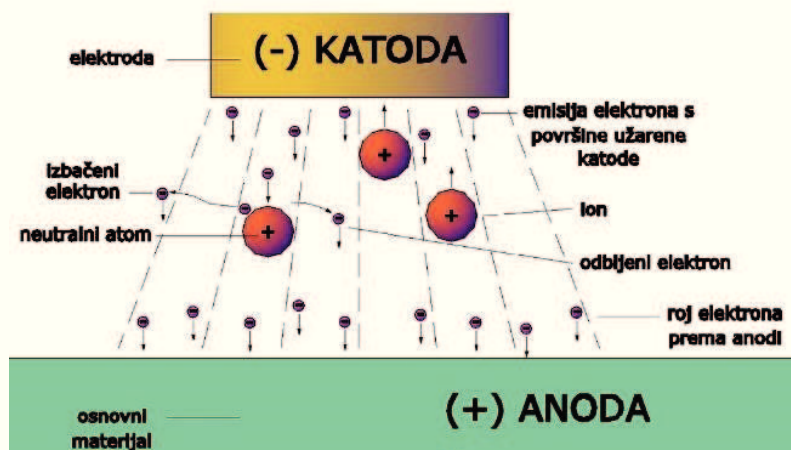 (-) KATODA
elektroda
emisija elektrona s
površine užarene
katode
izbačeni
elektron
neutralni atom
+
+
+
ion
odbijeni elektron
roj elektrona
prema anodi
(+) ANODA
osnovni
materijal